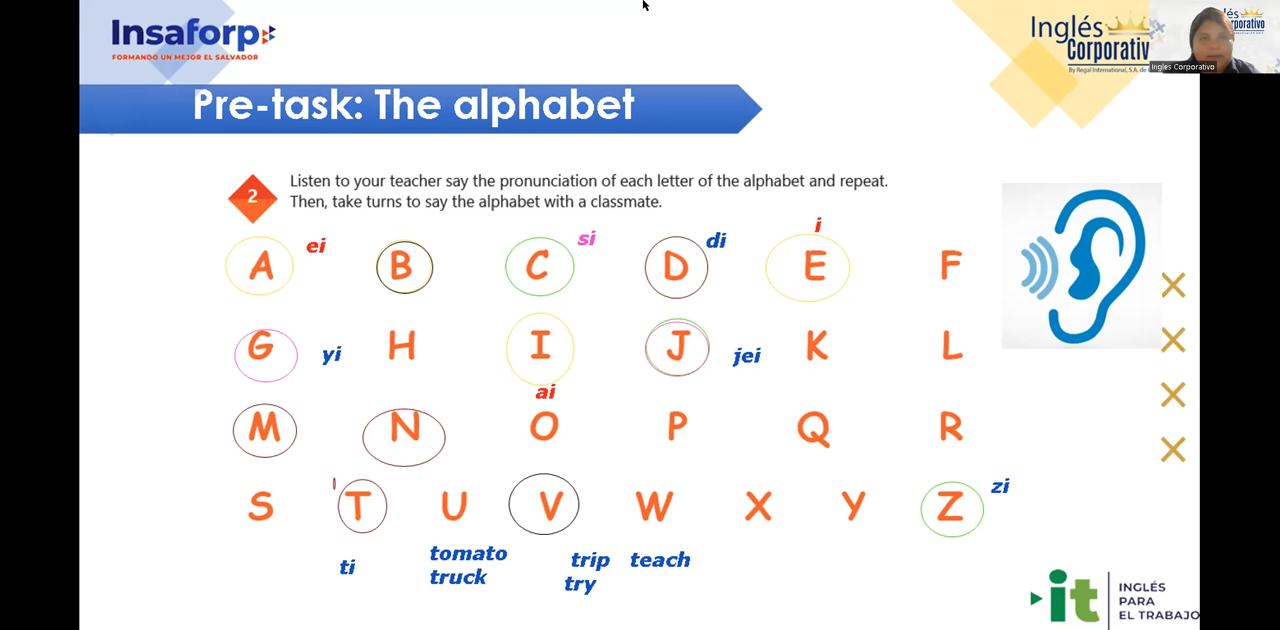 Insaforp
FORMANDO UN MEJOR EL SALVADOR
Inglés
Corporativ
By Regal International, S.A. de
Ingles Corporativo
Pre-task: The alphabet
2
Listen to your teacher say the pronunciation of each letter of the alphabet and repeat.
Then, take turns to say the alphabet with a classmate.
A ei B C si D di E i F
G yi H I J jei K L
ai
M N O P Q R
S T U V W X Y Z zi
ti
tomato
truck
trip teach
try
it
INGLÉS
PARA
EL TRABAJO